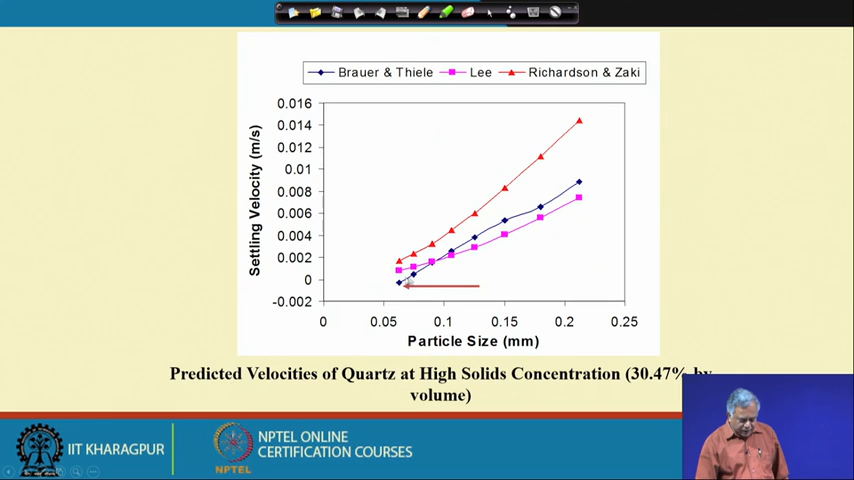 Brauer & Thiele Lee Richardson & Zaki
0.016
0.014
0.012
0.01
0.008
0.006
0.004
0.002
0
-0.002
Settling Velocity (m/s)
0 0.05 0.1 0.15 0.2 0.25
Particle Size (mm)
Predicted Velocities of Quartz at High Solids Concentration (30.47% by
volume)
IIT KHARAGPUR
NPTEL
NPTEL ONLINE
CERTIFICATION COURSES